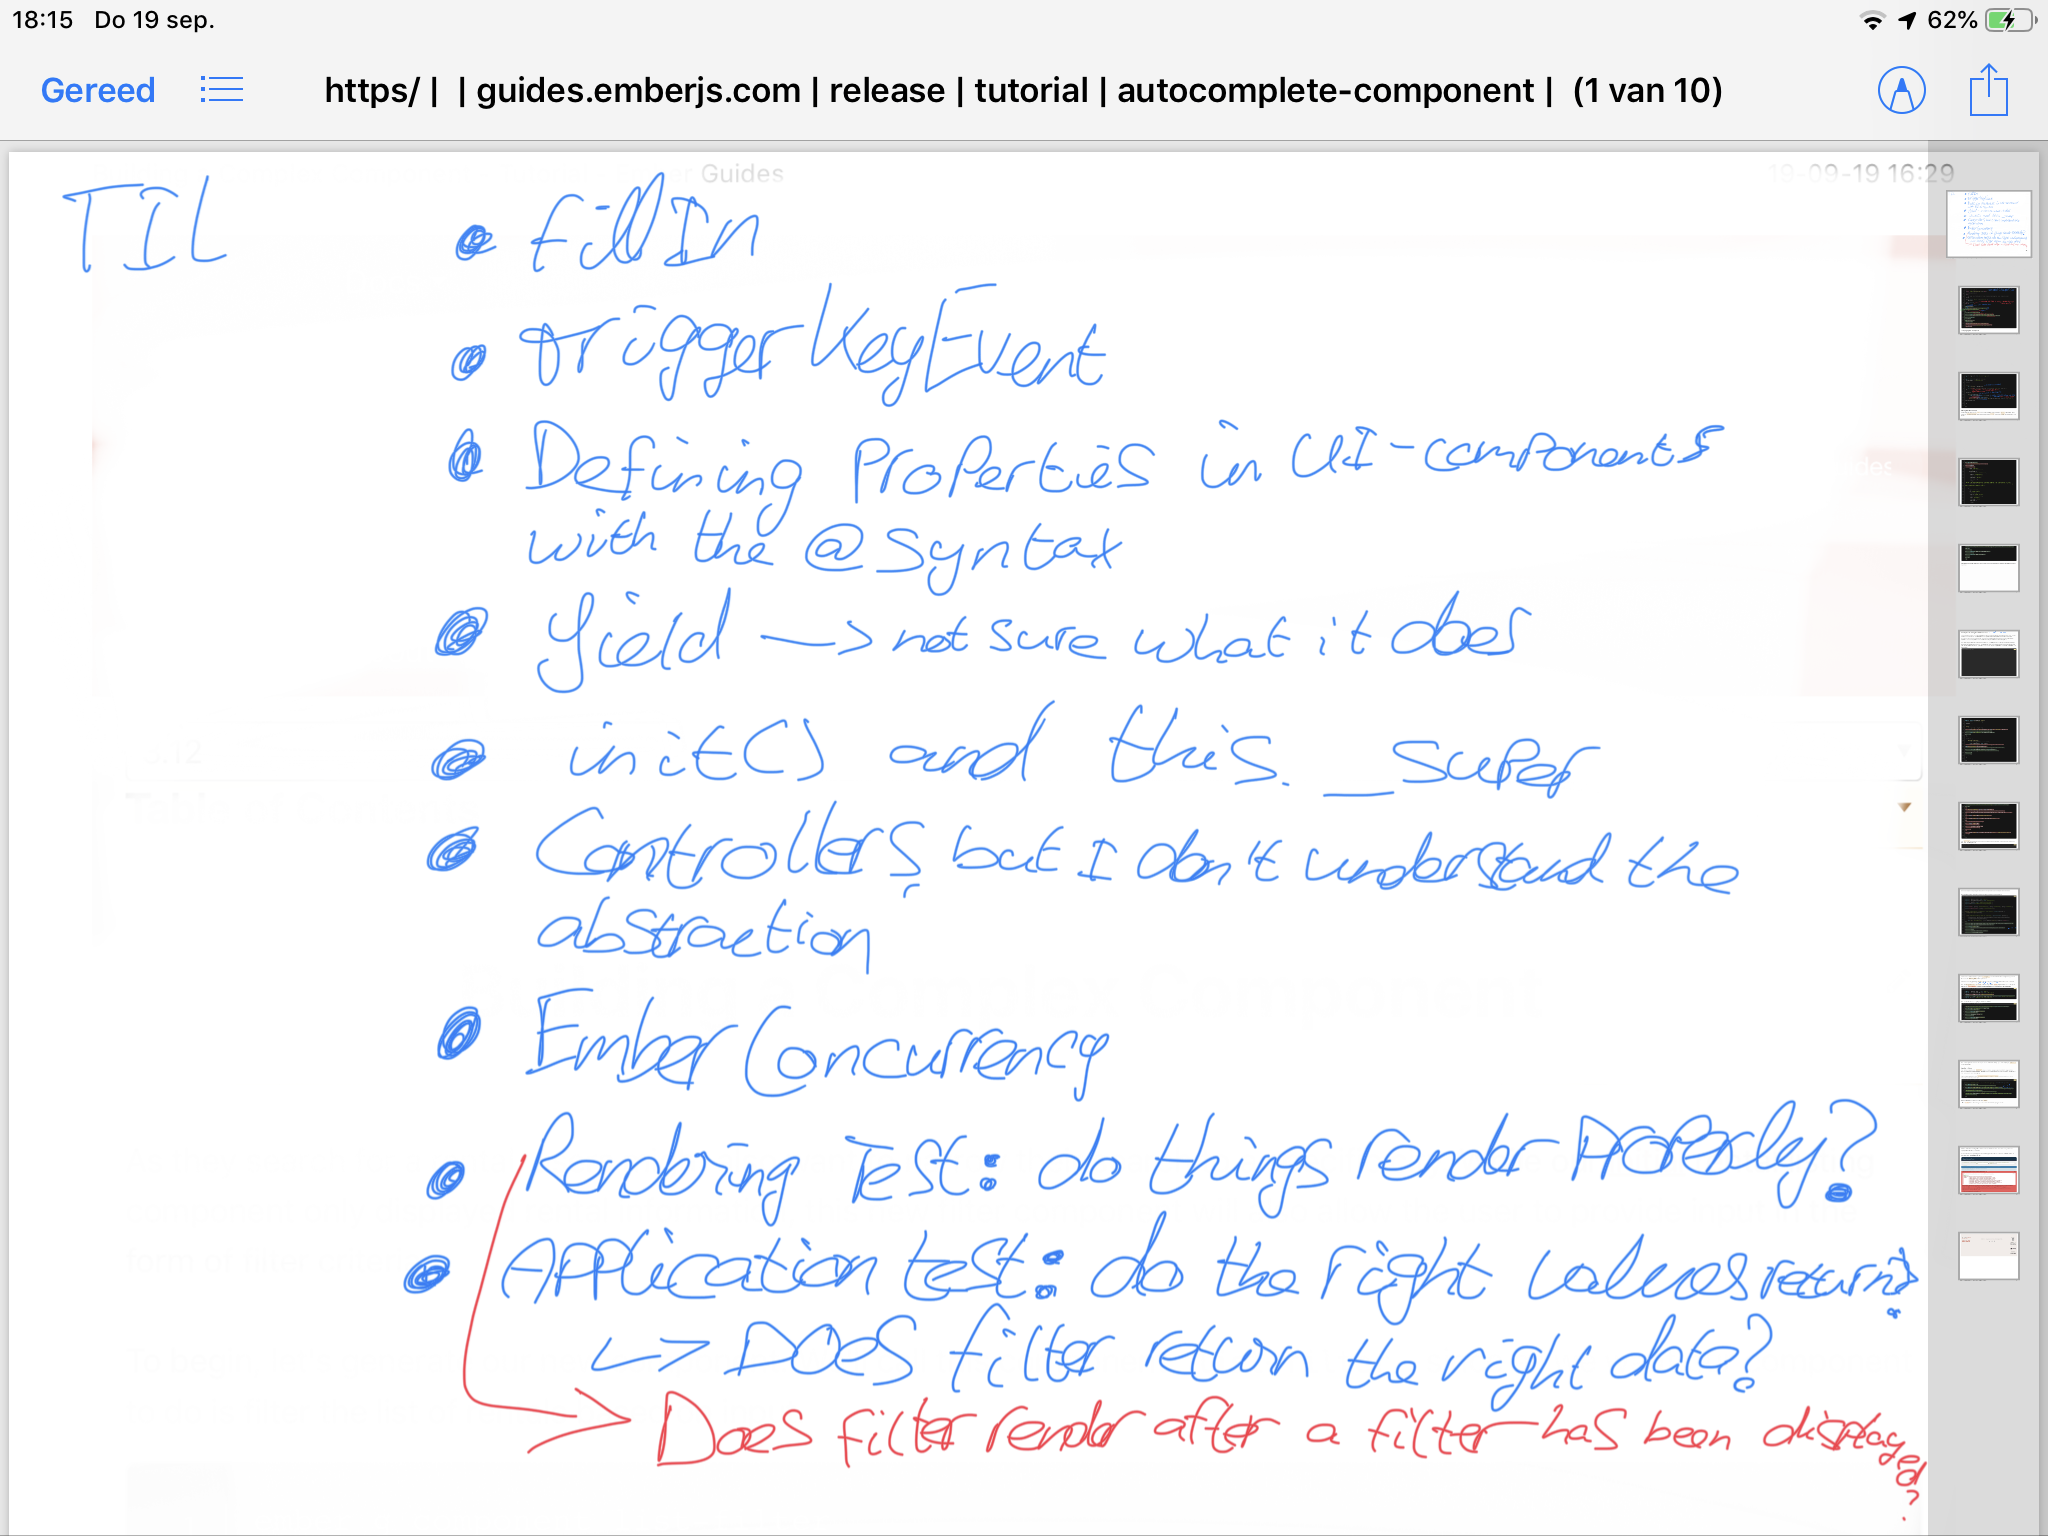 18:15 Do 19 sep.
62%
Gereed
https/ | | guides.emberjs.com | release | tutorial | autocomplete-component | (1 van 10)
Guides
19-09-19 16:29
TIL
• fillIn
• triggerKeyEvent
• Defining Properties in UI-components
with the @syntax
• Yield -> not sure what it does
• init() and this._super
• Controllers, but I don't understand the
abstraction
• Ember Concurrency
• Rendering Test: do things render properly?
• Application test: do the right values return?
↳ Does filter return the right data?
-> Does filter render after a filter has been displayed?